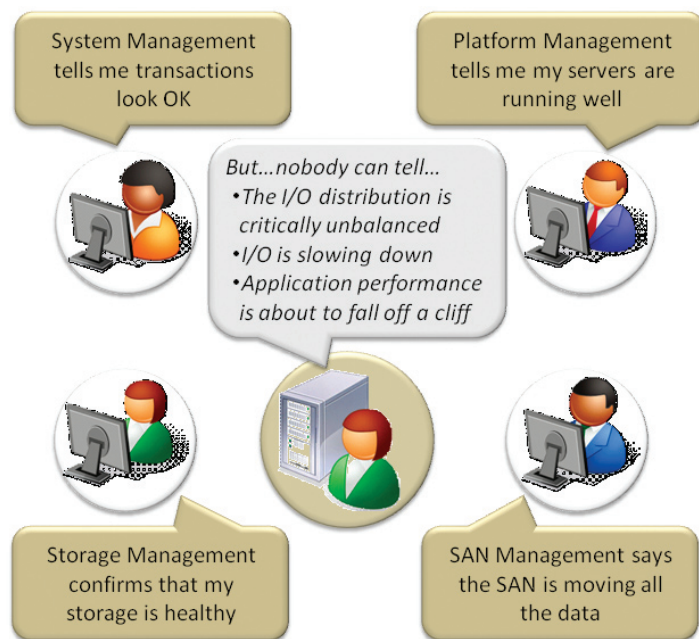 System Management
tells me transactions
look OK
Platform Management
tells me my servers are
running well
But...nobody can tell...
•The I/O distribution is
critically unbalanced
•I/O is slowing down
•Application performance
is about to fall off a cliff
Storage Management
confirms that my
storage is healthy
SAN Management says
the SAN is moving all
the data